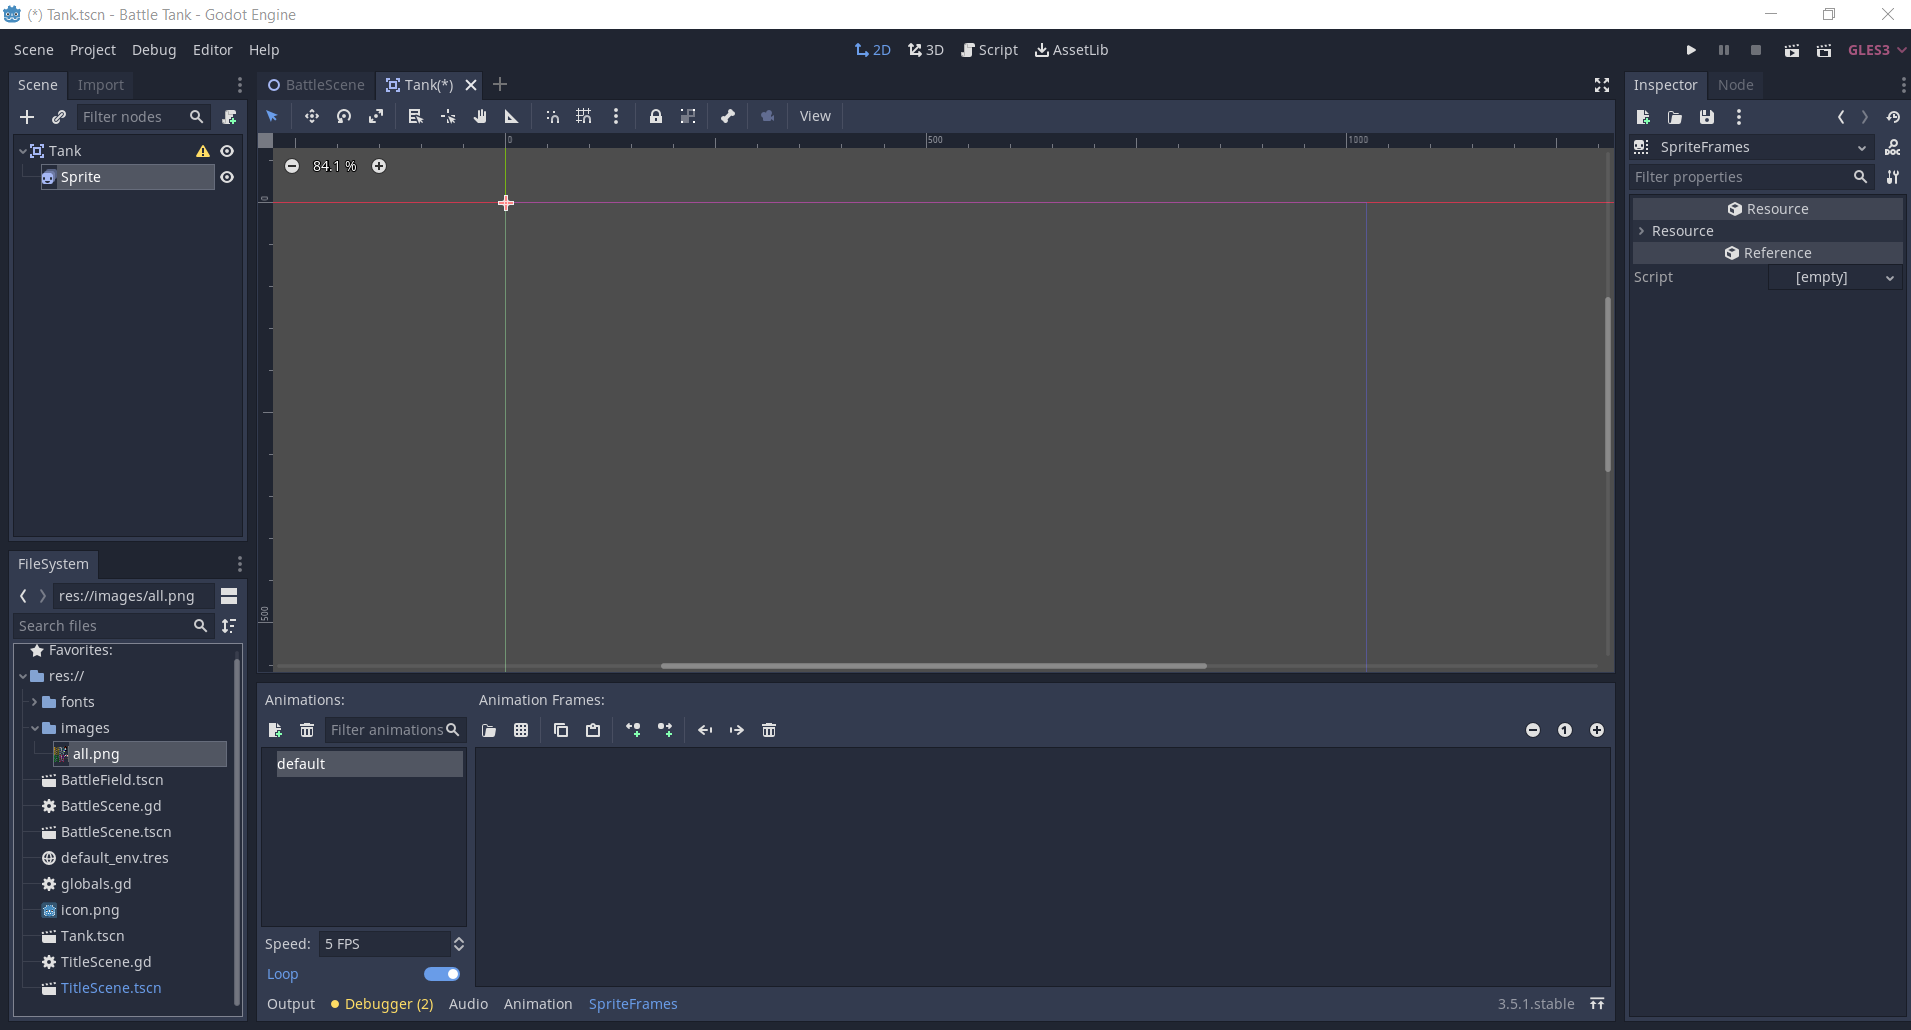 (*) Tank.tscn - Battle Tank - Godot Engine
Scene Project Debug Editor Help
2D 3D Script AssetLib
GLES3
Scene Import
BattleScene Tank(*)
Inspector Node
Filter nodes
View
Tank
Sprite
0 500 1000
84.1 %
0
500
SpriteFrames
Filter properties
Resource
Resource
Reference
Script [empty]
FileSystem
res://images/all.png
Search files
Favorites:
res://
fonts
images
all.png
BattleField.tscn
BattleScene.gd
BattleScene.tscn
default_env.tres
globals.gd
icon.png
Tank.tscn
TitleScene.gd
TitleScene.tscn
Animations: Animation Frames:
Filter animations
1
default
Speed: 5 FPS
Loop
Output Debugger (2) Audio Animation SpriteFrames 3.5.1.stable